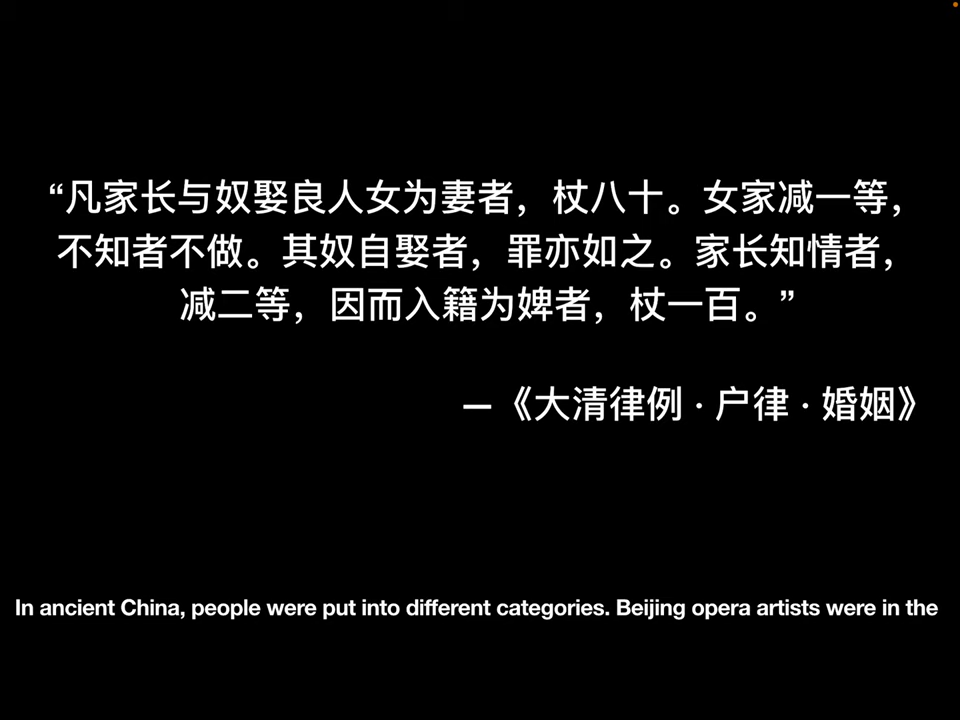 “凡家长与奴娶良人女为妻者，杖八十。女家减一等，
不知者不做。其奴自娶者，罪亦如之。家长知情者，
减二等，因而入籍为婢者，杖一百。”
—《大清律例 · 户律 · 婚姻》
In ancient China, people were put into different categories. Beijing opera artists were in the